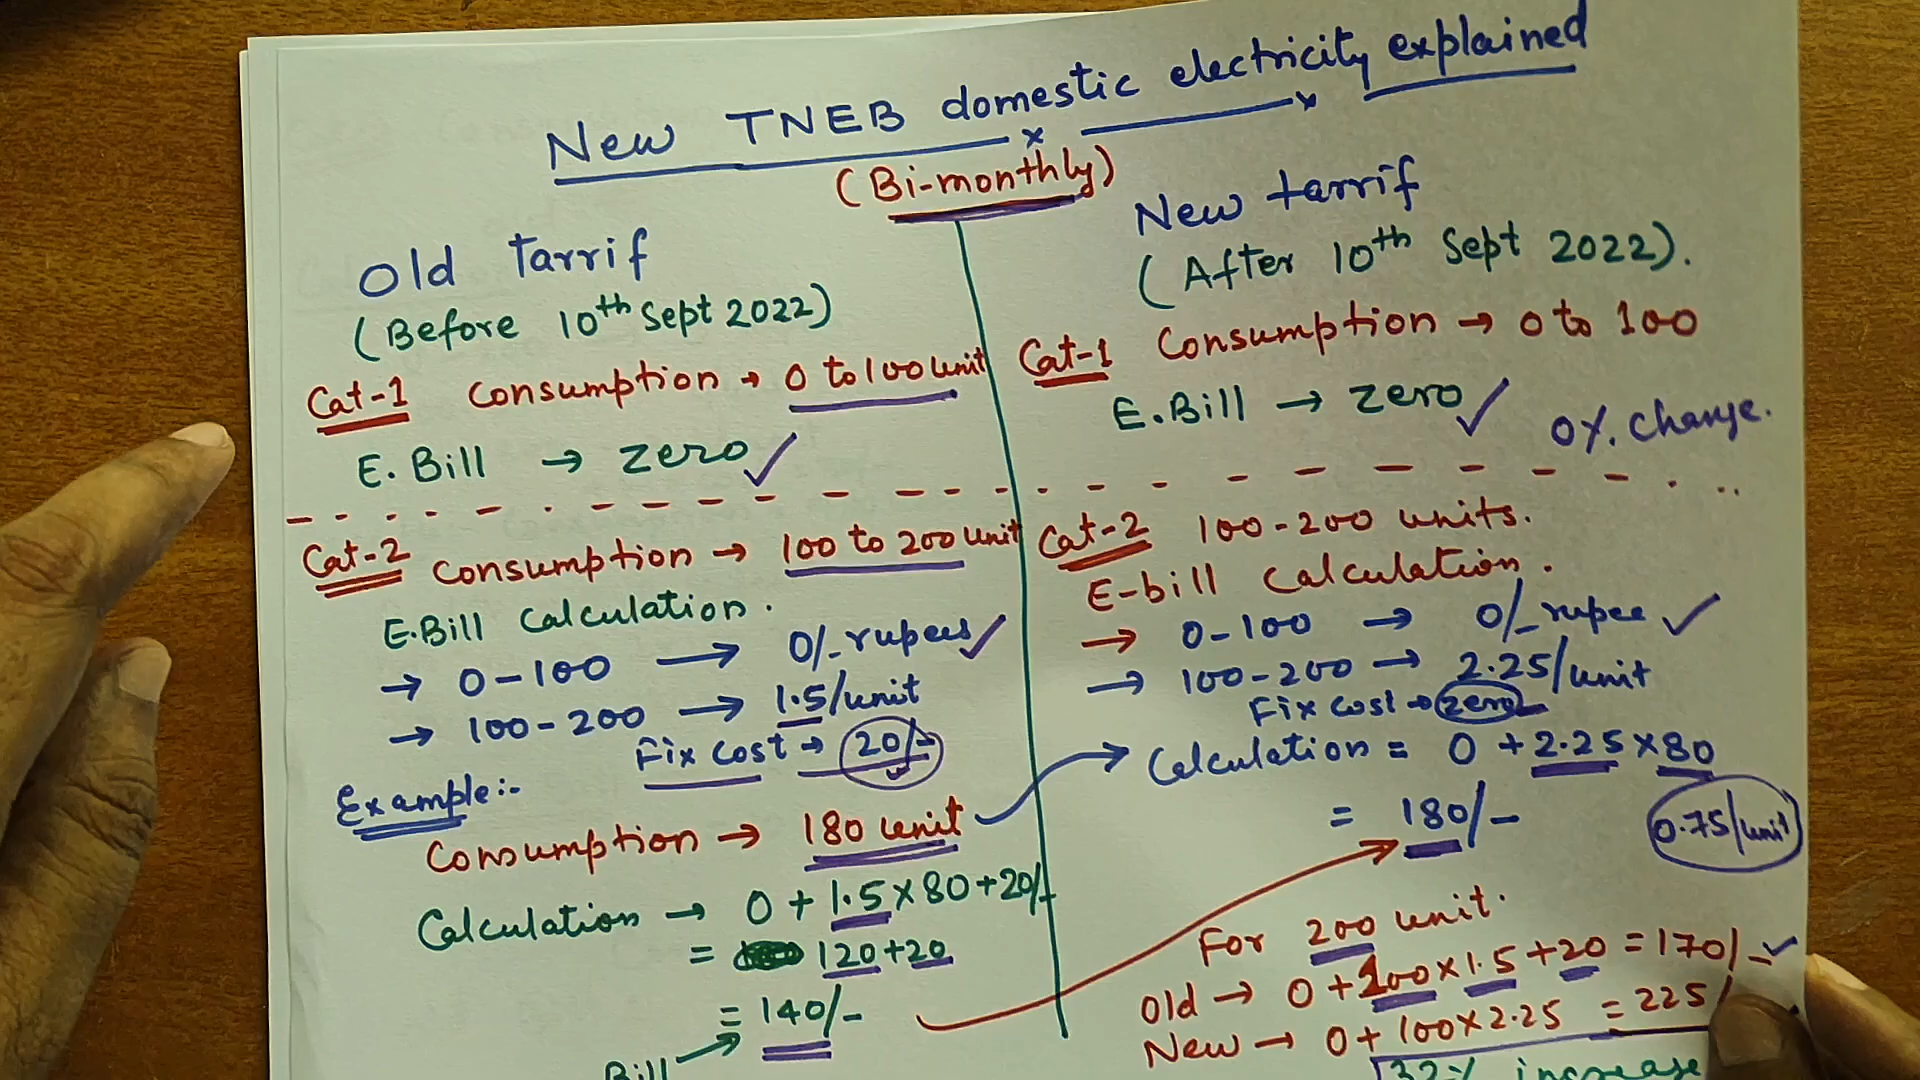 New TNEB domestic electricity explained
(Bi-monthly)
Old Tarrif
(Before 10th Sept 2022)
Cat-1 Consumption → 0 to 100 unit
E. Bill → zero ✓
Cat-2 Consumption → 100 to 200 unit
E.Bill Calculation.
→ 0-100 → 0/- rupees ✓
→ 100-200 → 1.5/unit
Fix cost → 20/-
Example:-
Consumption → 180 unit
Calculation → 0 + 1.5 × 80 + 20/-
= 120 + 20
= 140/-
Bill
New tarrif
(After 10th Sept 2022).
Cat-1 Consumption → 0 to 100
E.Bill → zero ✓
0%. Change.
Cat-2 100-200 units.
E-bill Calculation.
→ 0-100 → 0/- rupee ✓
→ 100-200 → 2.25/unit
Fix cost → zero
Calculation = 0 + 2.25 × 80
= 180/-
0.75/unit
For 200 unit.
Old → 0 + 100 × 1.5 + 20 = 170/- ✓
New → 0 + 100 × 2.25 = 225/
32% increase